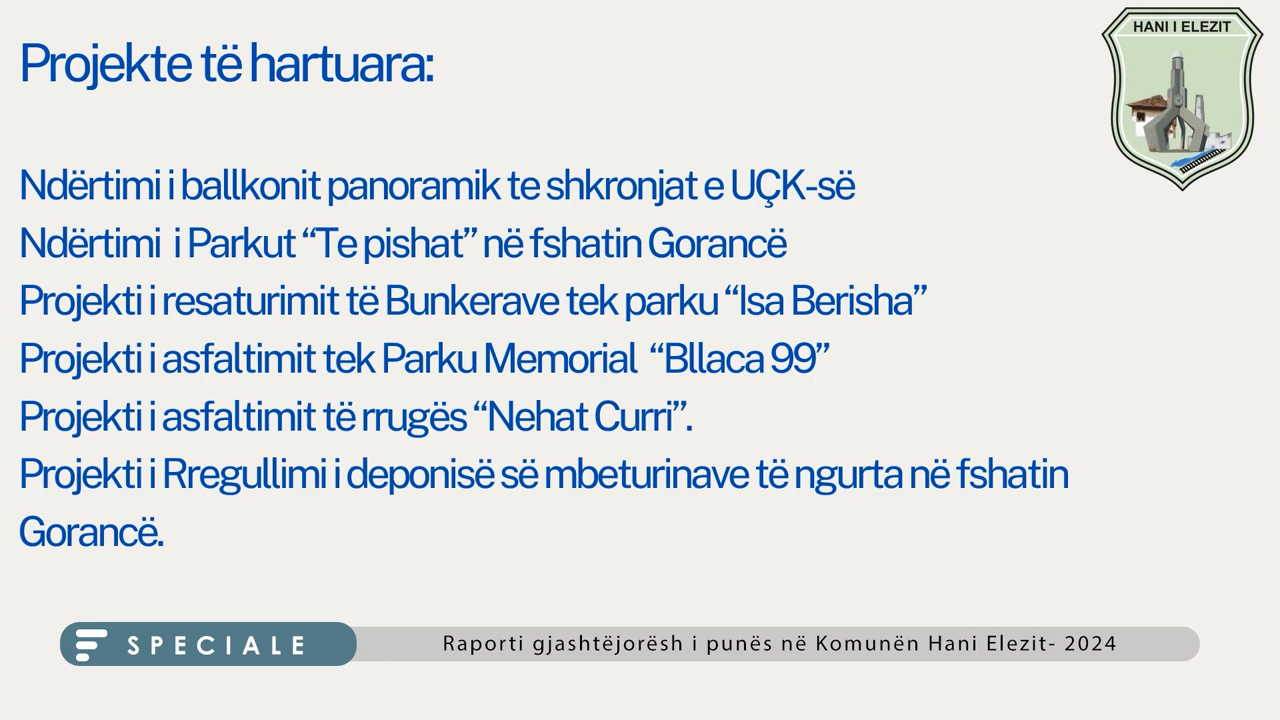 HANI I ELEZIT
Projekte të hartuara:
Ndërtimi i ballkonit panoramik te shkronjat e UÇK-së
Ndërtimi i Parkut “Te pishat” në fshatin Gorancë
Projekti i resaturimit të Bunkerave tek parku “Isa Berisha”
Projekti i asfaltimit tek Parku Memorial “Bllaca 99”
Projekti i asfaltimit të rrugës “Nehat Curri”.
Projekti i Rregullimi i deponisë së mbeturinave të ngurta në fshatin
Gorancë.
SPECIALE
Raporti gjashtëjorësh i punës në Komunën Hani Elezit- 2024